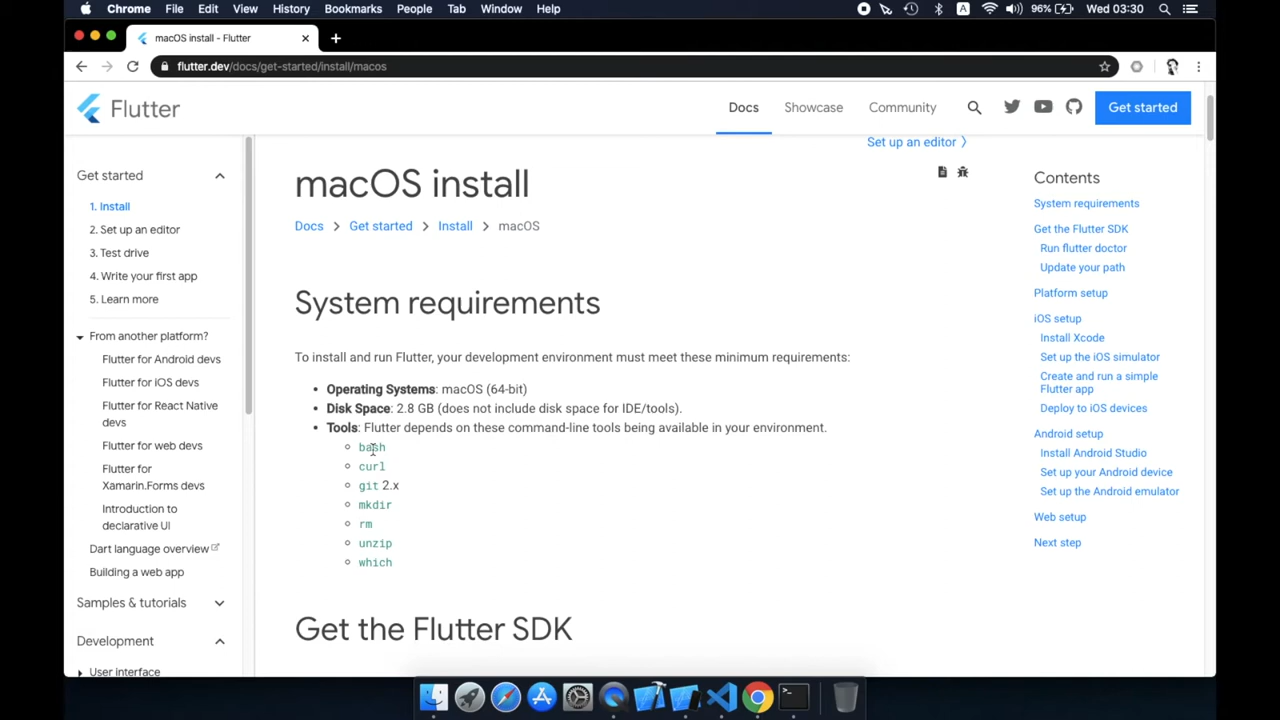 Chrome File Edit View History Bookmarks People Tab Window Help A 96% Wed 03:30
macOS install - Flutter
flutter.dev/docs/get-started/install/macos
Flutter Docs Showcase Community Get started
Set up an editor 〉
Get started
1. Install
2. Set up an editor
3. Test drive
4. Write your first app
5. Learn more
From another platform?
Flutter for Android devs
Flutter for iOS devs
Flutter for React Native
devs
Flutter for web devs
Flutter for
Xamarin.Forms devs
Introduction to
declarative UI
Dart language overview
Building a web app
Samples & tutorials
Development
User interface
macOS install
Docs > Get started > Install > macOS
System requirements
To install and run Flutter, your development environment must meet these minimum requirements:
• Operating Systems: macOS (64-bit)
• Disk Space: 2.8 GB (does not include disk space for IDE/tools).
• Tools: Flutter depends on these command-line tools being available in your environment.
bash
curl
git 2.x
mkdir
rm
unzip
which
Get the Flutter SDK
Contents
System requirements
Get the Flutter SDK
Run flutter doctor
Update your path
Platform setup
iOS setup
Install Xcode
Set up the iOS simulator
Create and run a simple
Flutter app
Deploy to iOS devices
Android setup
Install Android Studio
Set up your Android device
Set up the Android emulator
Web setup
Next step